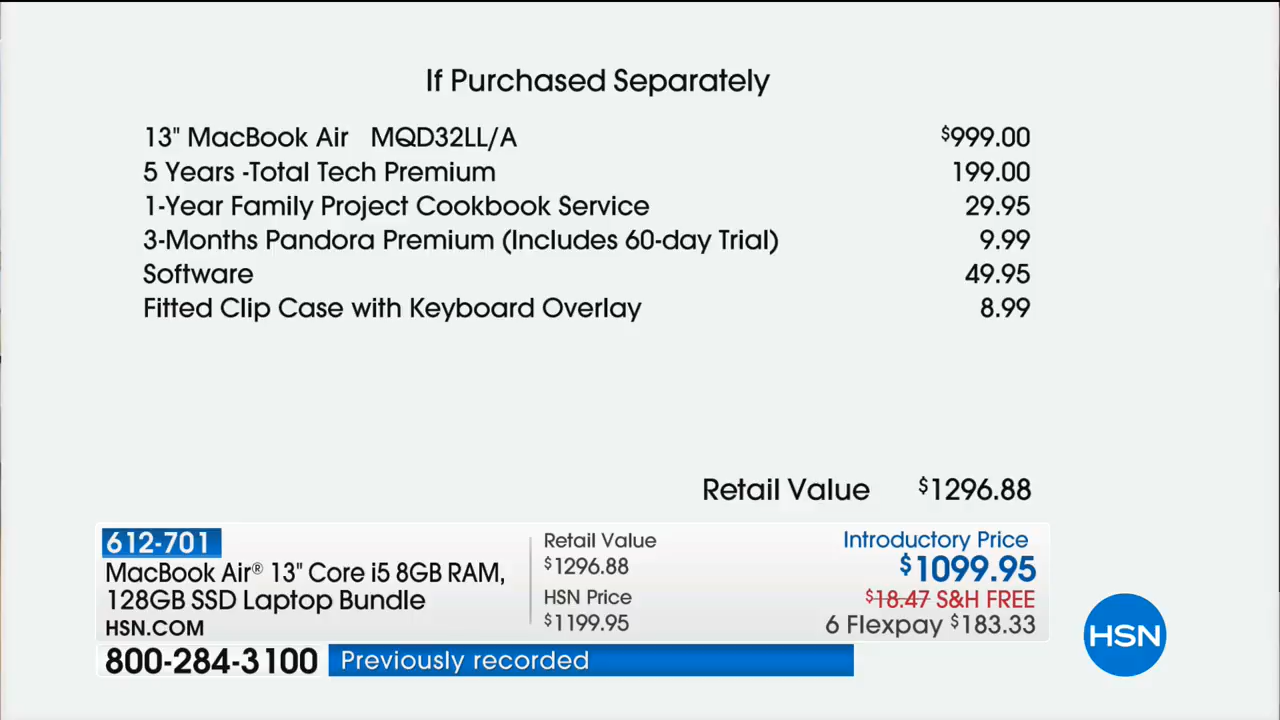 If Purchased Separately
13" MacBook Air MQD32LL/A $999.00
5 Years -Total Tech Premium 199.00
1-Year Family Project Cookbook Service 29.95
3-Months Pandora Premium (Includes 60-day Trial) 9.99
Software 49.95
Fitted Clip Case with Keyboard Overlay 8.99
Retail Value $1296.88
612-701
MacBook Air® 13" Core i5 8GB RAM,
128GB SSD Laptop Bundle
HSN.COM
Retail Value
$1296.88
HSN Price
$1199.95
Introductory Price
$1099.95
$18.47 S&H FREE
6 Flexpay $183.33
HSN
800-284-3100 Previously recorded